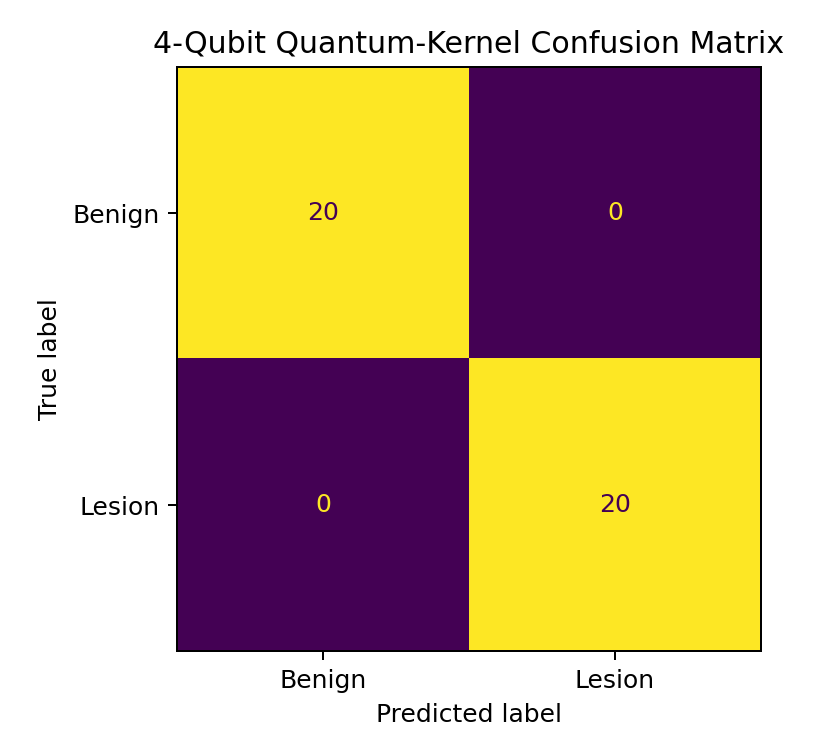 4-Qubit Quantum-Kernel Confusion Matrix
True label
Benign
20
0
Lesion
0
20
Benign
Lesion
Predicted label